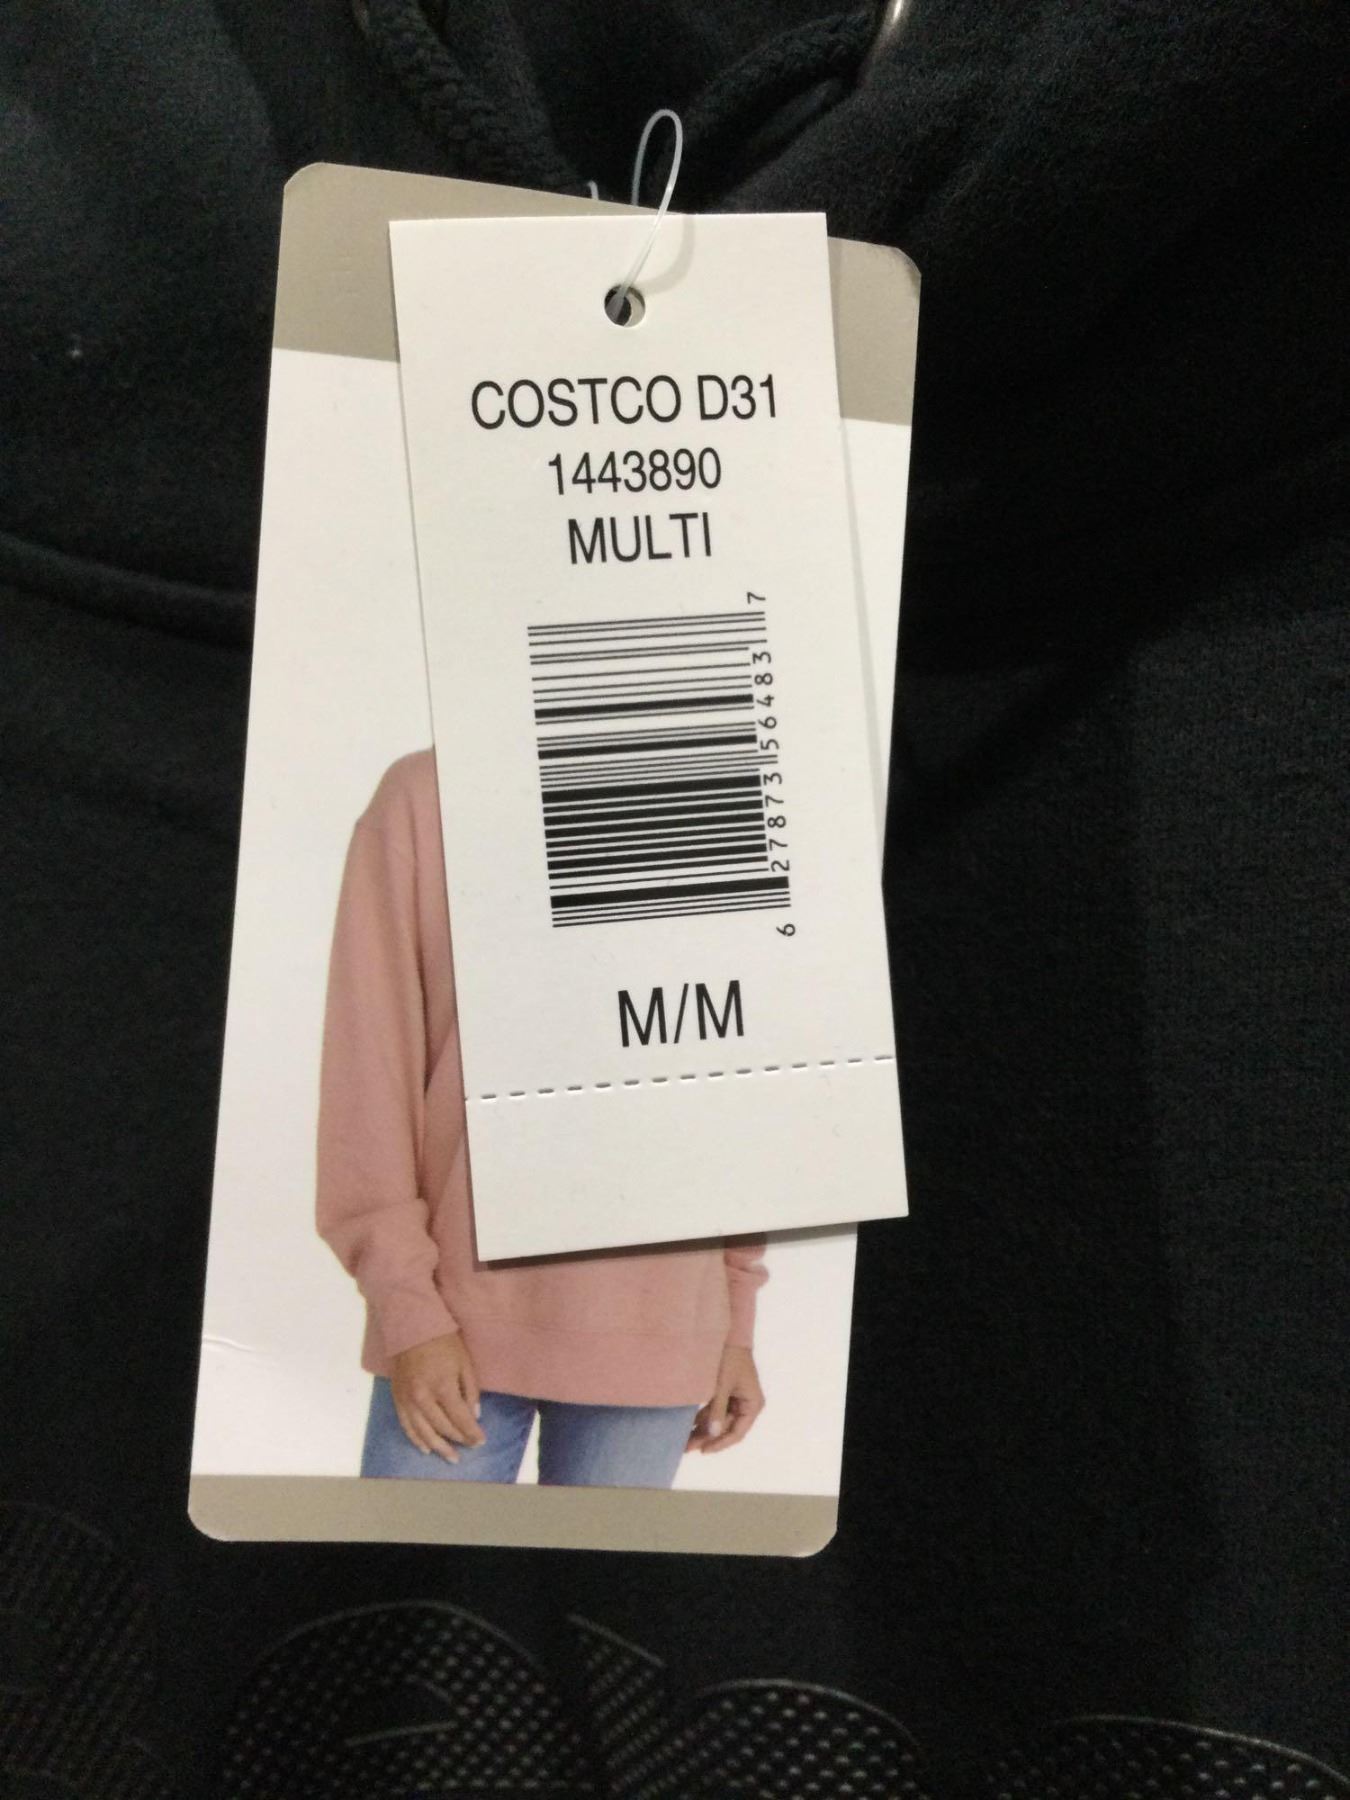 COSTCO D31
1443890
MULTI
6 27873 56483 7
M/M